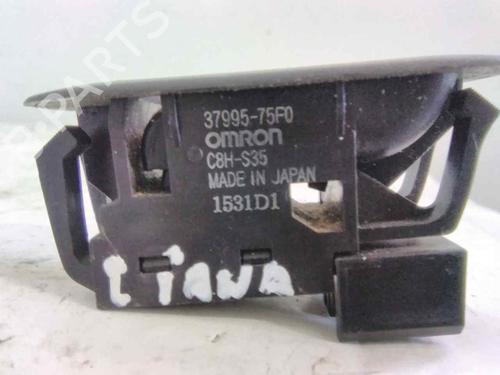 37995-75F0
omron
C8H-S35
MADE IN JAPAN
1531D1
LIANA